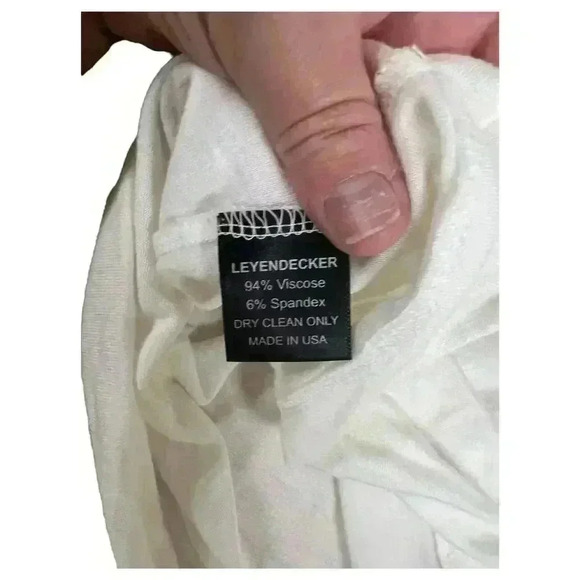 LEYENDECKER
94% Viscose
6% Spandex
DRY CLEAN ONLY
MADE IN USA